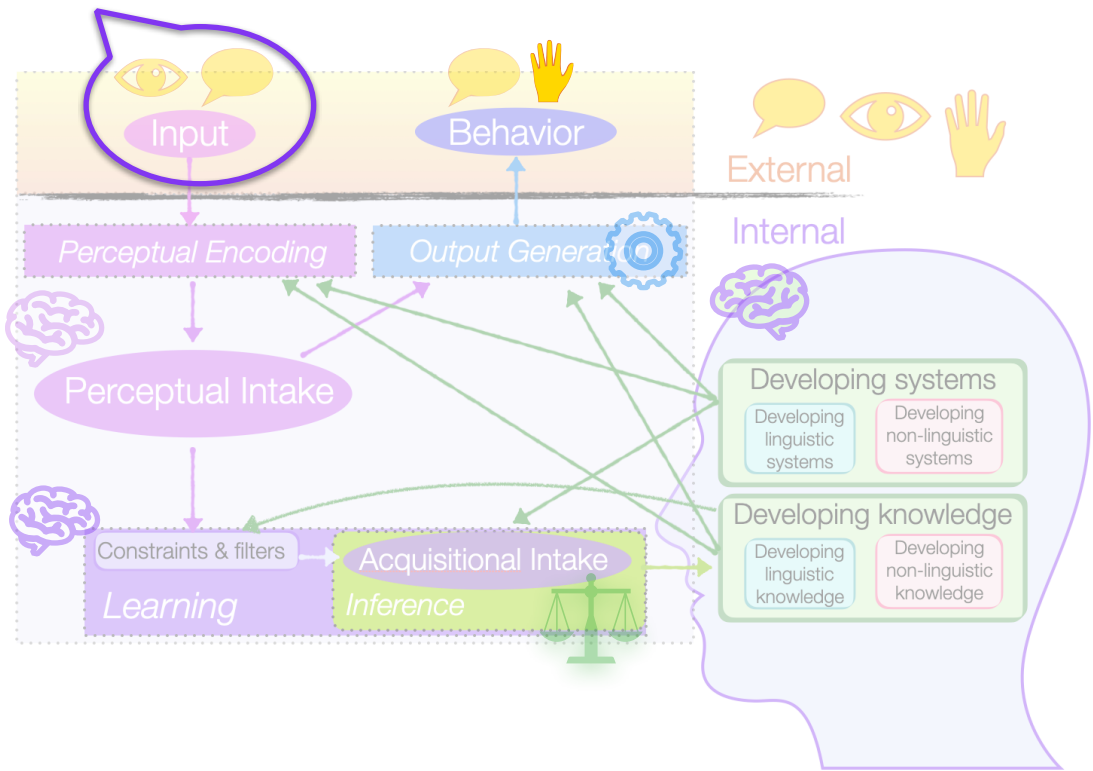 Input
Behavior
External
Internal
Perceptual Encoding
Output Generation
Perceptual Intake
Developing systems
Developing
linguistic
systems
Developing
non-linguistic
systems
Developing knowledge
Developing
linguistic
knowledge
Developing
non-linguistic
knowledge
Constraints & filters
Acquisitional Intake
Learning
Inference